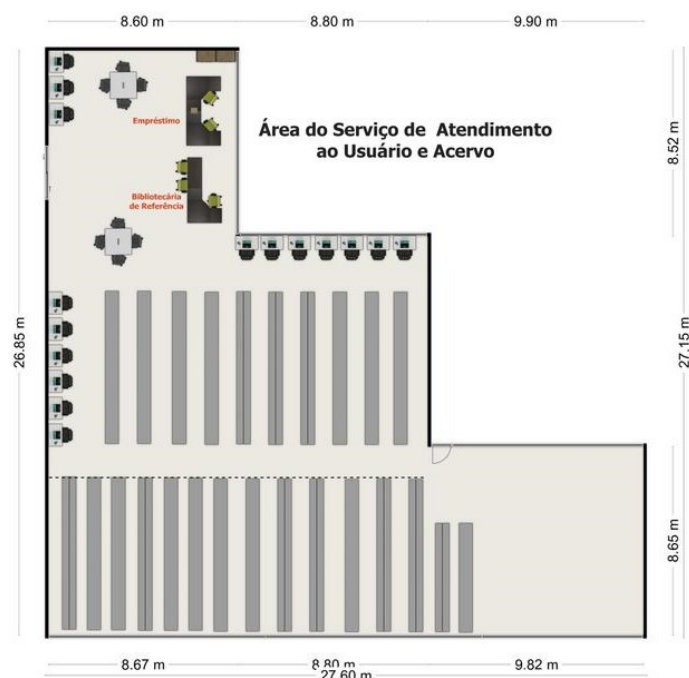 8.60 m
8.80 m
9.90 m
Empréstimo
Área do Serviço de Atendimento
ao Usuário e Acervo
8.52 m
Bibliotecária
de Referência
26.85 m
27.15 m
8.65 m
8.67 m
8.80 m
9.82 m
27.60 m